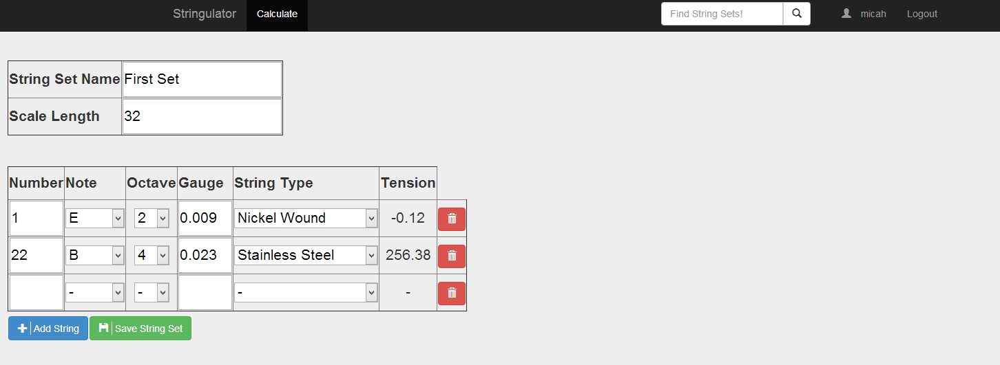 Stringulator Calculate Find String Sets! micah Logout
String Set Name First Set
Scale Length 32
Number Note Octave Gauge String Type Tension
1 E 2 0.009 Nickel Wound -0.12
22 B 4 0.023 Stainless Steel 256.38
- - - -
Add String Save String Set